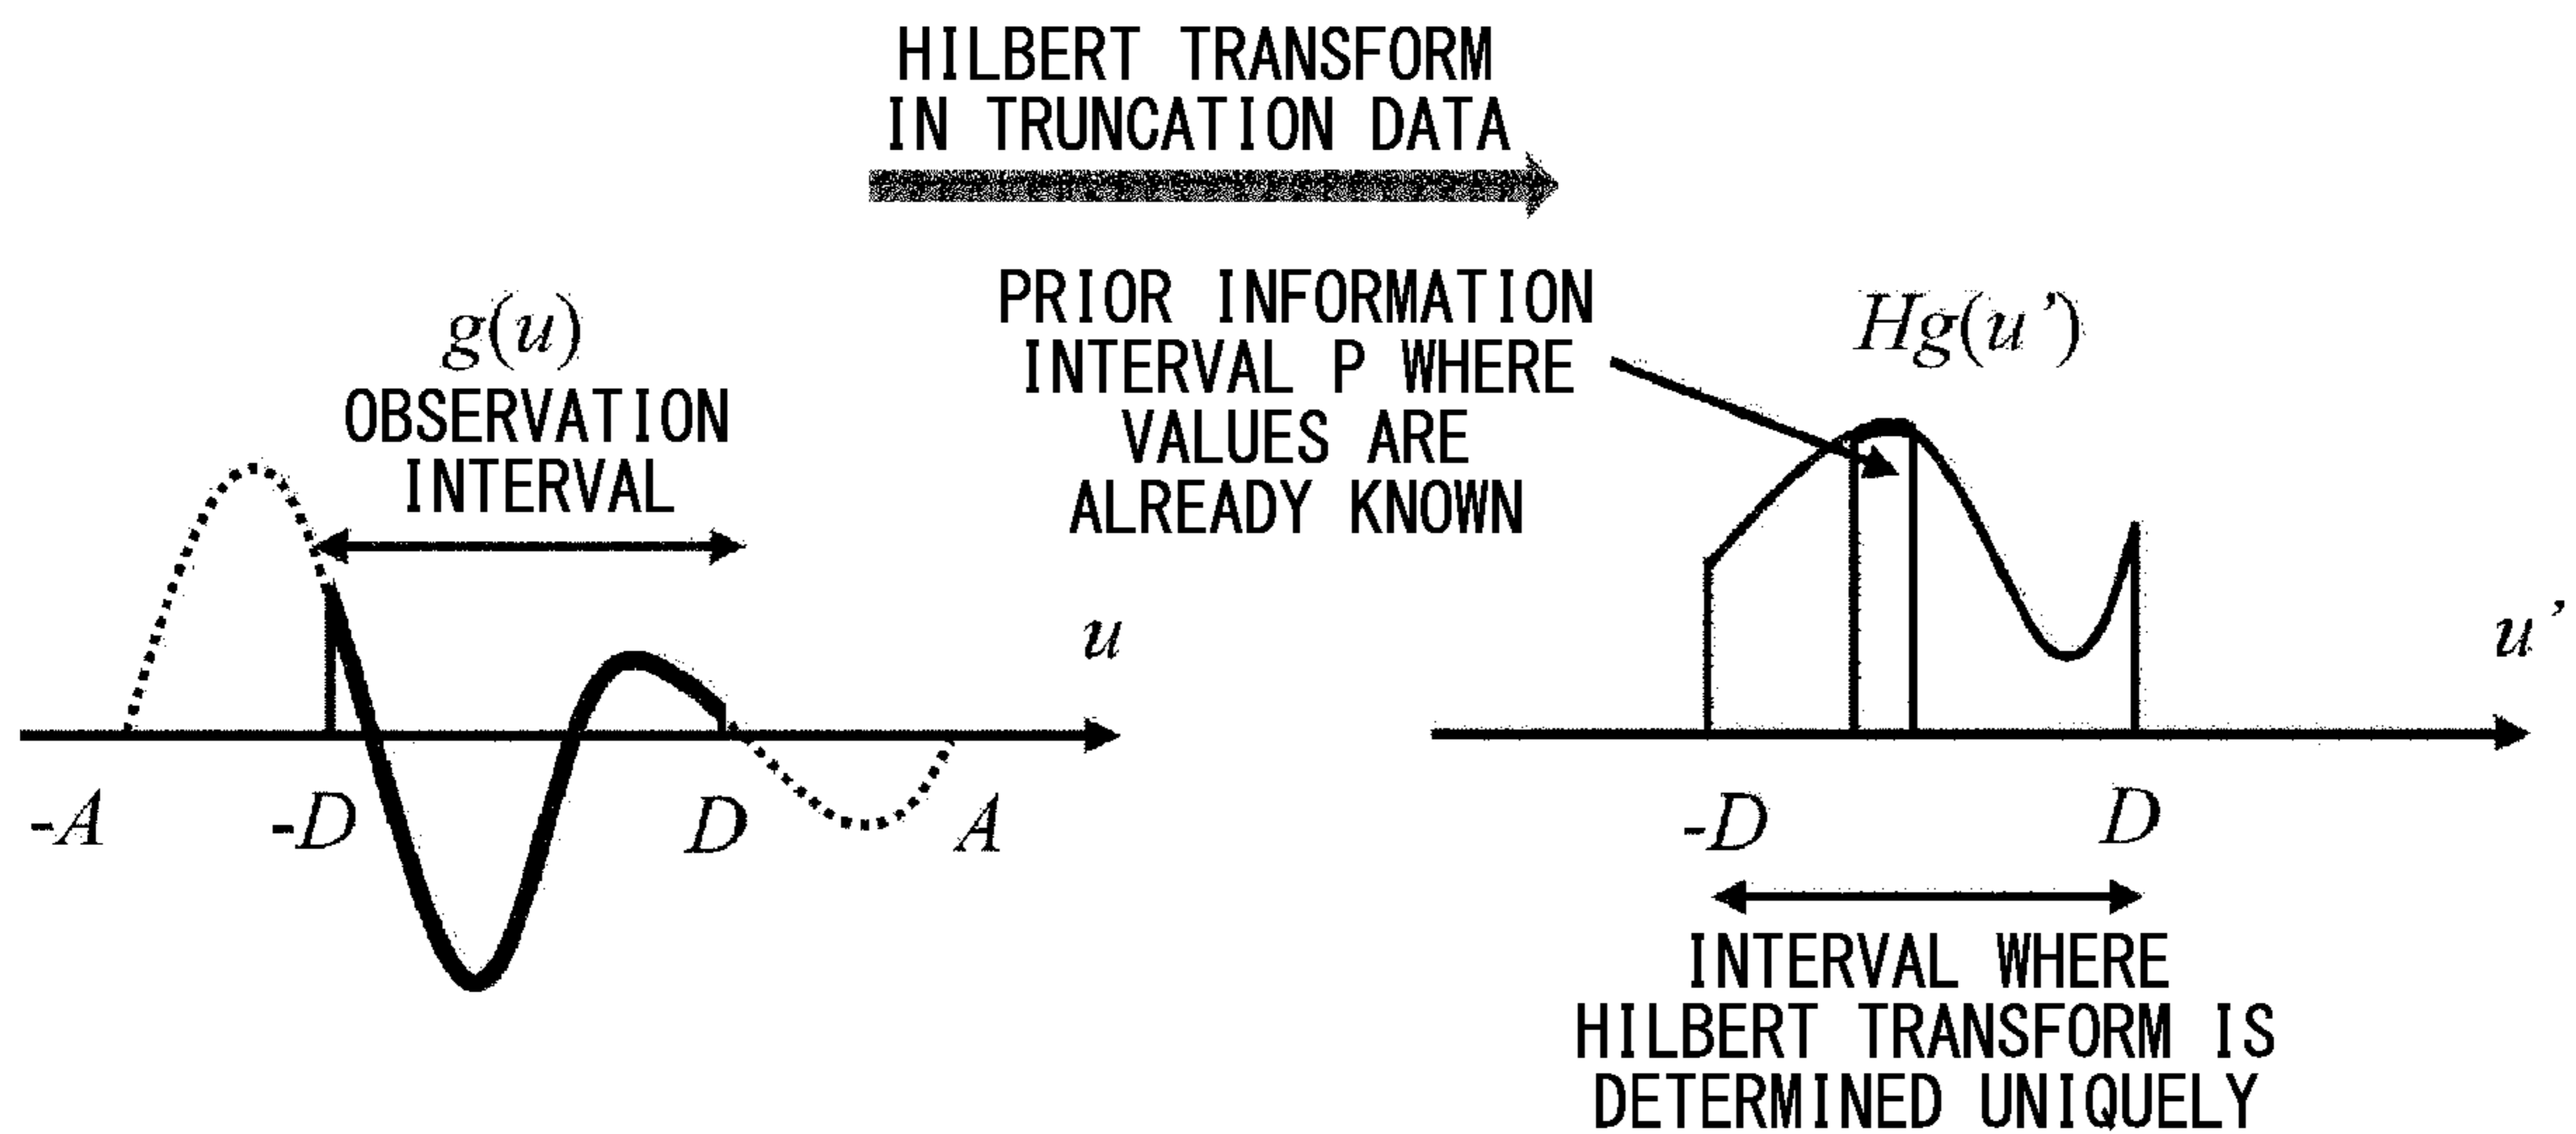 HILBERT TRANSFORM
IN TRUNCATION DATA
PRIOR INFORMATION
INTERVAL P WHERE
VALUES ARE
ALREADY KNOWN
g(u)
OBSERVATION
INTERVAL
u
-A
-D
D
A
Hg(u’)
u’
-D
D
INTERVAL WHERE
HILBERT TRANSFORM IS
DETERMINED UNIQUELY